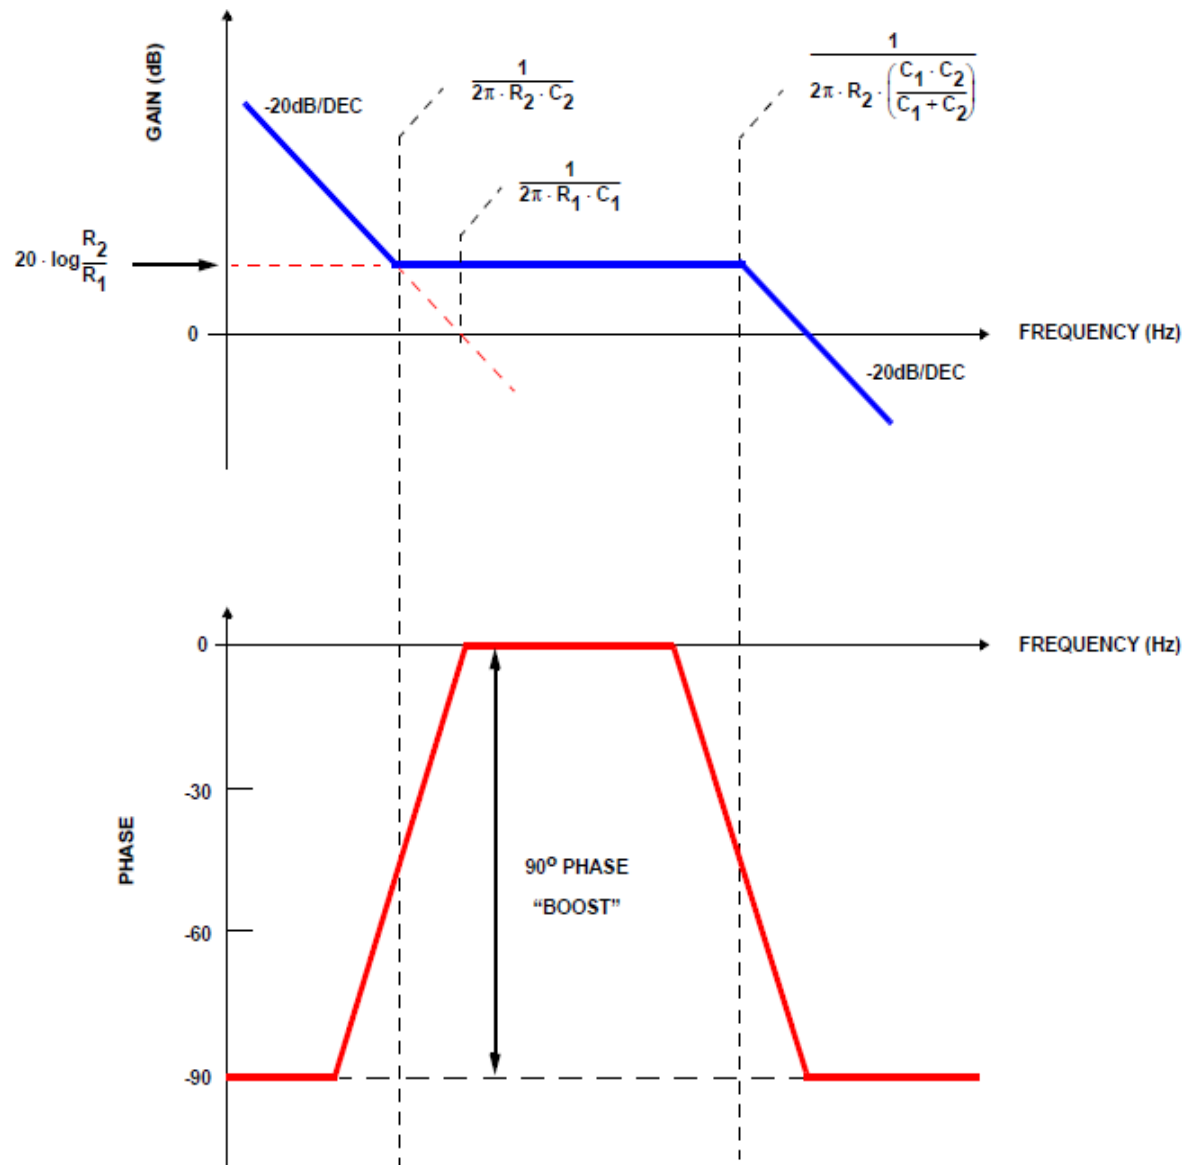 GAIN (dB)
-20dB/DEC
1
2π · R2 · C2
1
2π · R2 · (C1 · C2
C1 + C2)
1
2π · R1 · C1
20 · log R2
R1
0
FREQUENCY (Hz)
-20dB/DEC
0
FREQUENCY (Hz)
-30
PHASE
90O PHASE
“BOOST”
-60
-90